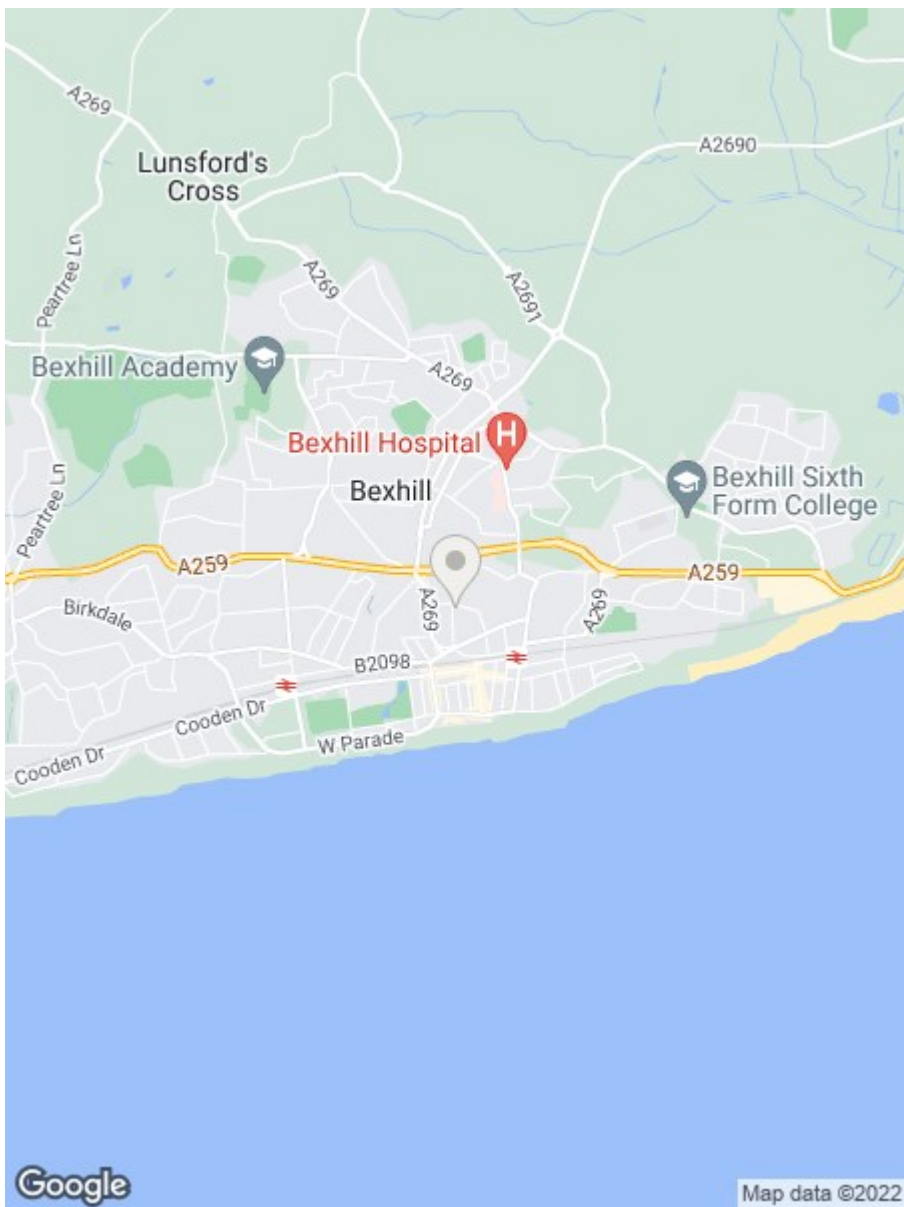 A269
A2690
Lunsford's
Cross
Peartree Ln
A269
A2691
Bexhill Academy
A269
Bexhill Hospital
H
Bexhill
Bexhill Sixth
Form College
Peartree Ln
A259
A259
Birkdale
A269
A269
B2098
Cooden Dr
W Parade
Cooden Dr
Google
Map data ©2022